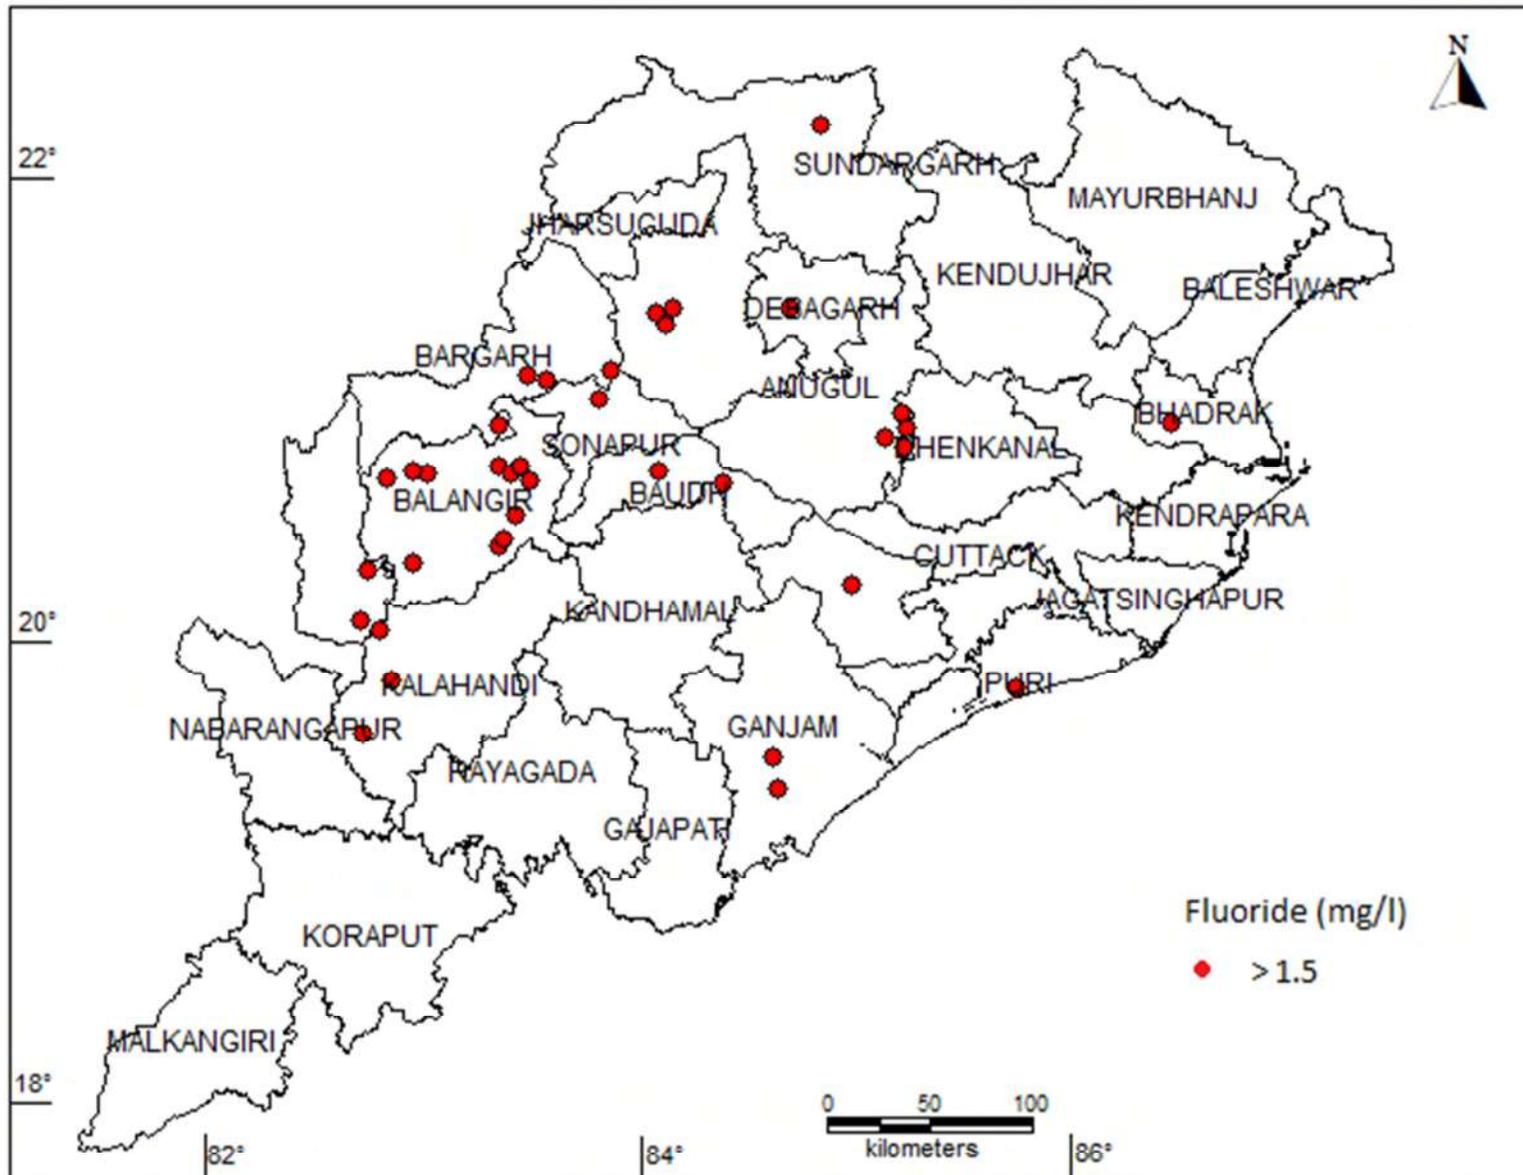 N
22°
SUNDARGARH
MAYURBHANJ
JHARSUGUDA
KENDUJHAR
BALESHWAR
DEBAGARH
BARGARH
ANUGUL
BHADRAK
SONAPUR
DHENKANAL
BALANGIR
BAUDH
KENDRAPARA
CUTTACK
JAGATSINGHAPUR
KANDHAMAL
20°
KALAHANDI
PURI
NABARANGAPUR
GANJAM
RAYAGADA
GAJAPATI
Fluoride (mg/l)
> 1.5
KORAPUT
MALKANGIRI
18°
0 50 100
kilometers
82° 84° 86°